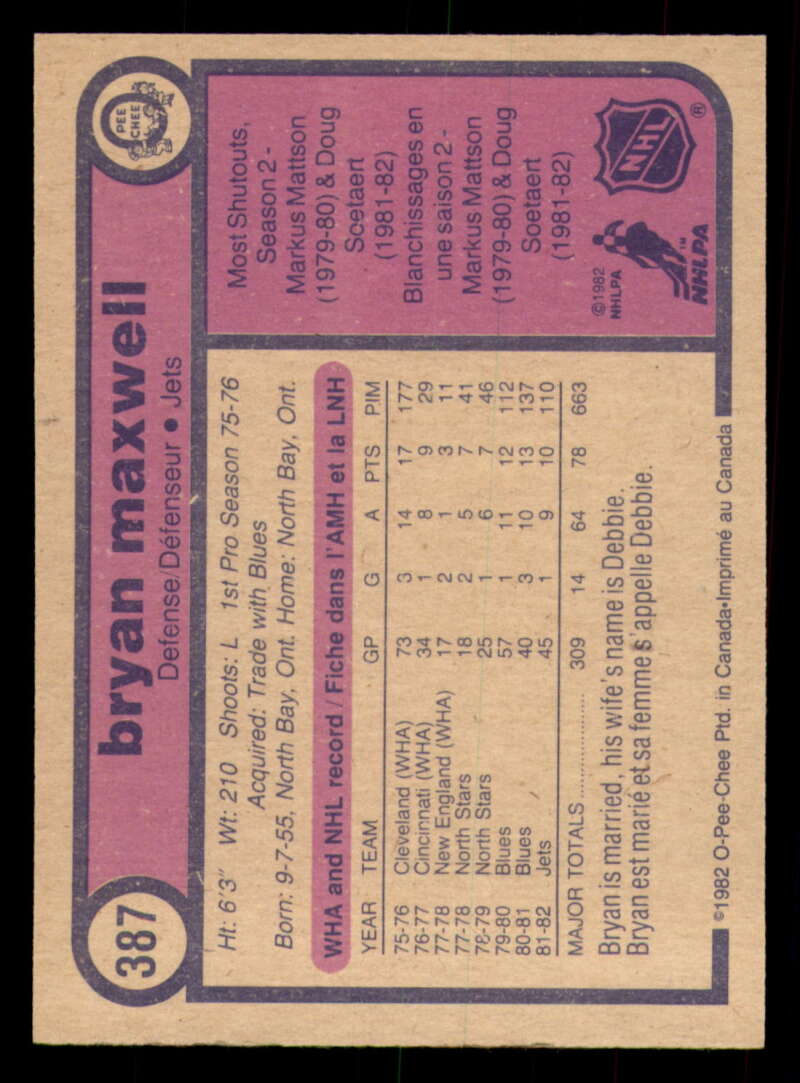 387
bryan maxwell
Defense/Défenseur • Jets
O
PEE
CHEE
Ht: 6'3" Wt: 210 Shoots: L 1st Pro Season 75-76
Acquired: Trade with Blues
Born: 9-7-55, North Bay, Ont. Home: North Bay, Ont.
WHA and NHL record / Fiche dans l'AMH et la LNH
YEAR TEAM GP G A PTS PIM
75-76 Cleveland (WHA) 73 3 14 17 177
76-77 Cincinnati (WHA) 34 1 8 9 29
77-78 New England (WHA) 17 2 1 3 11
77-78 North Stars 18 2 5 7 41
78-79 North Stars 25 1 6 7 46
79-80 Blues 57 1 11 12 112
80-81 Blues 40 3 10 13 137
81-82 Jets 45 1 9 10 110
MAJOR TOTALS .................... 309 14 64 78 663
Bryan is married, his wife's name is Debbie.
Bryan est marié et sa femme s'appelle Debbie.
Most Shutouts,
Season 2 -
Markus Mattson
(1979-80) & Doug
Soetaert
(1981-82)
Blanchissages en
une saison 2 -
Markus Mattson
(1979-80) & Doug
Soetaert
(1981-82)
©1982
NHLPA
NHLPA™
NHL®
©1982 O-Pee-Chee Ptd. in Canada•Imprimé au Canada